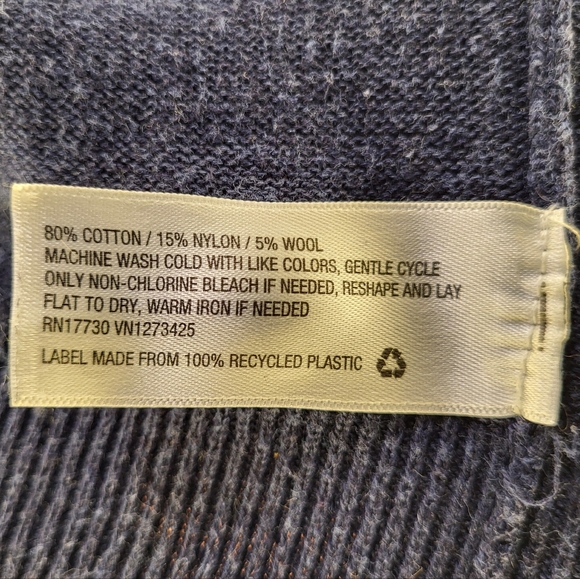 80% COTTON / 15% NYLON / 5% WOOL
MACHINE WASH COLD WITH LIKE COLORS, GENTLE CYCLE
ONLY NON-CHLORINE BLEACH IF NEEDED, RESHAPE AND LAY
FLAT TO DRY, WARM IRON IF NEEDED
RN17730 VN1273425
LABEL MADE FROM 100% RECYCLED PLASTIC